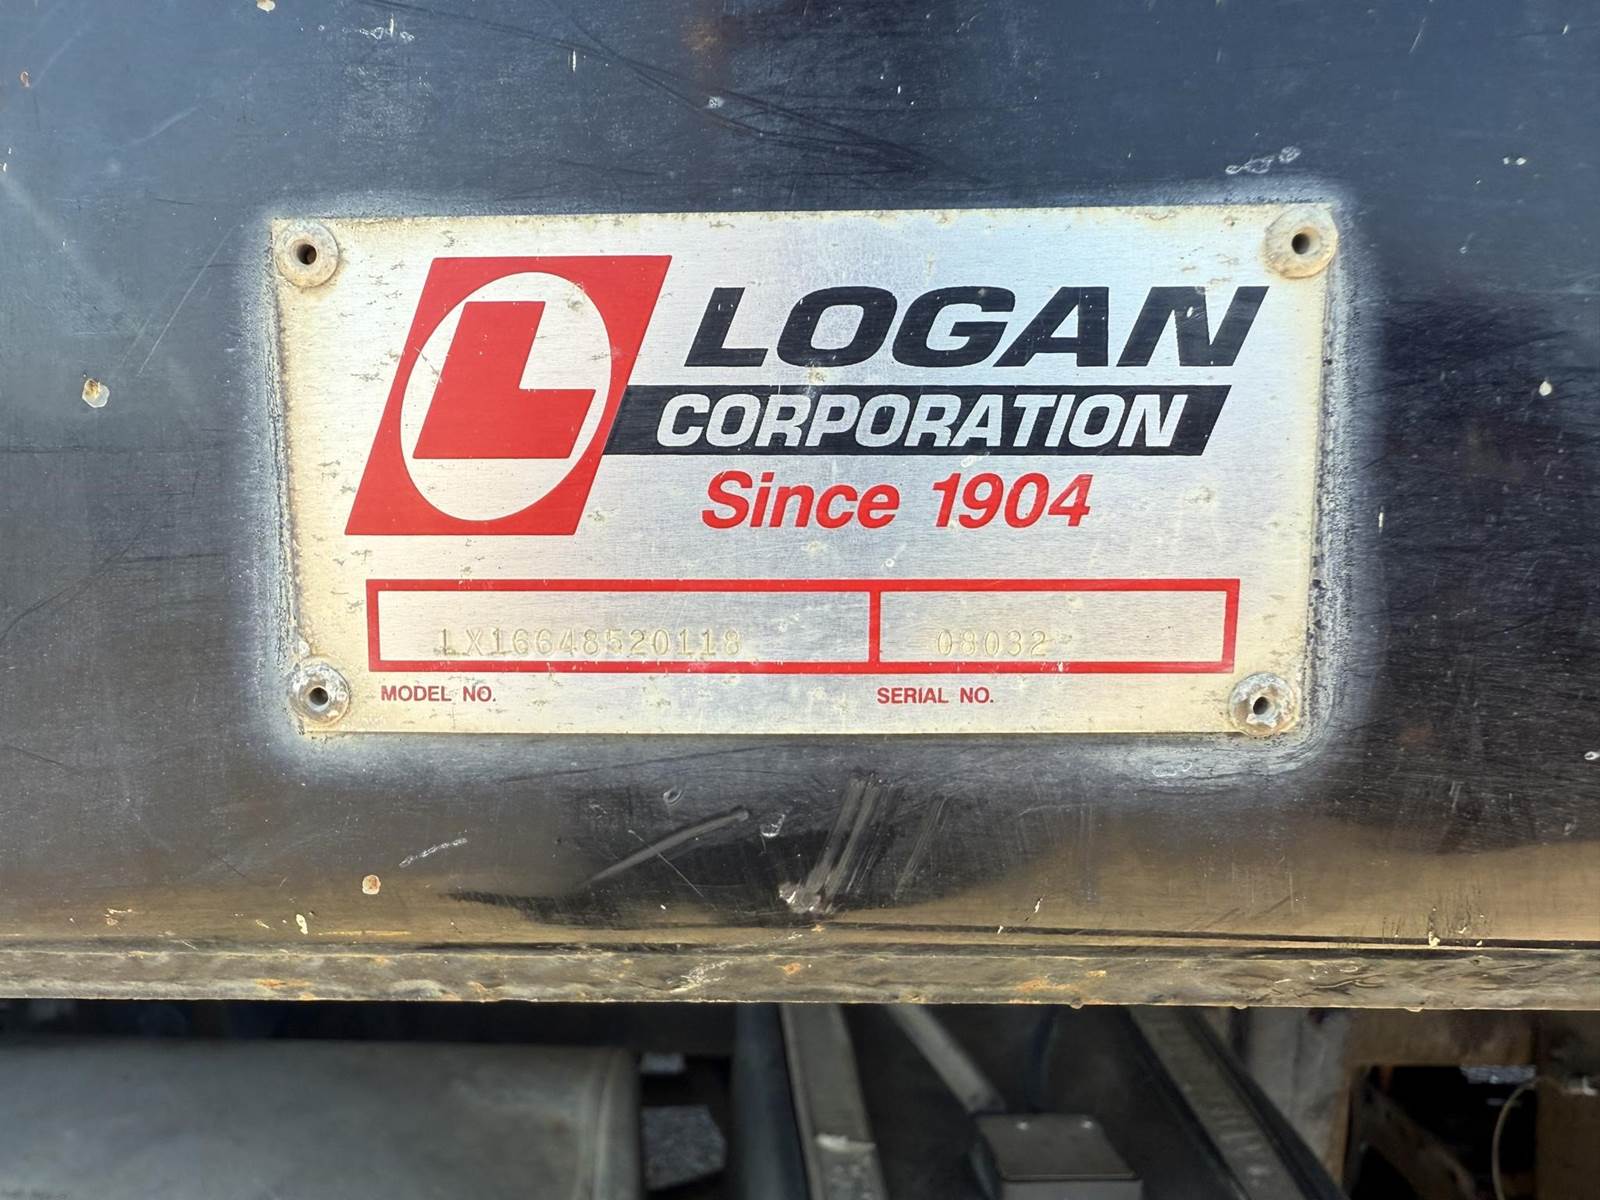 L
LOGAN
CORPORATION
Since 1904
LX16648520118 08032
MODEL NO. SERIAL NO.